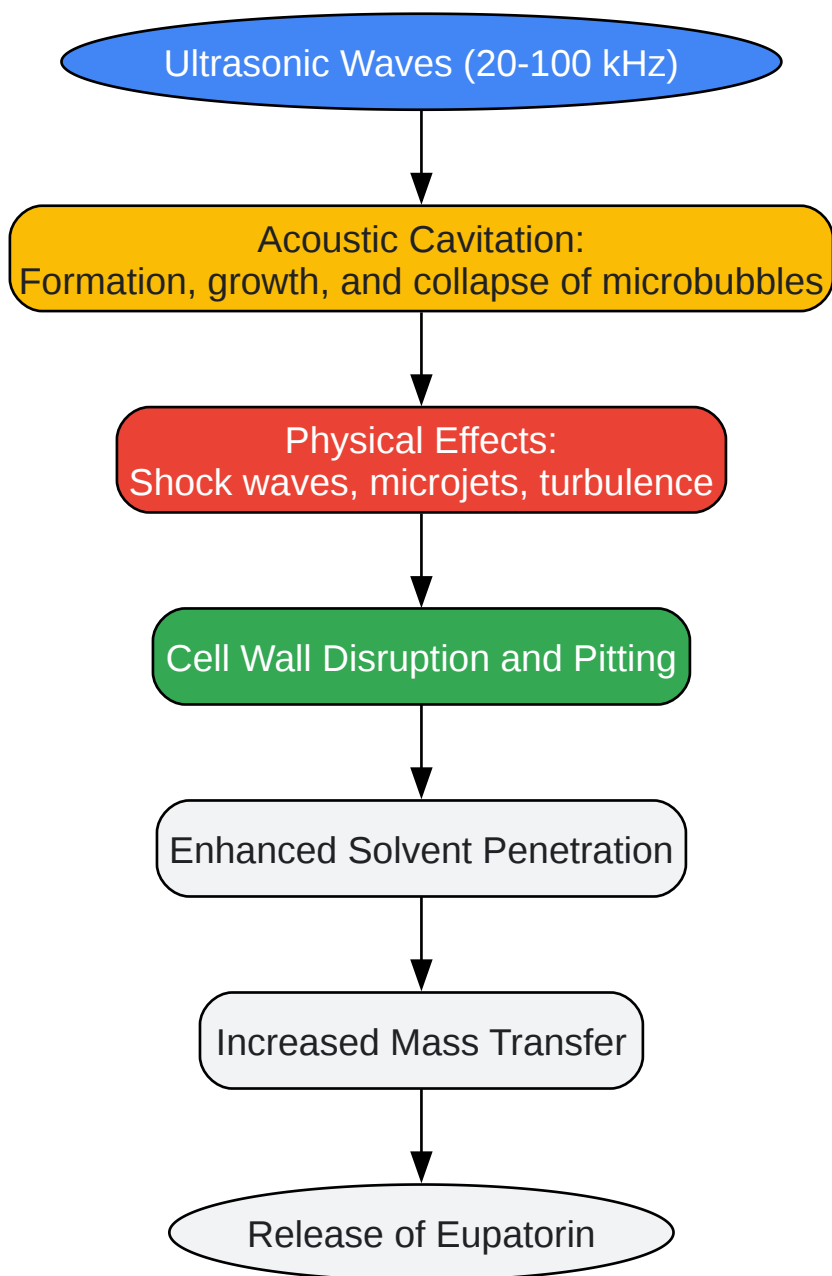 Ultrasonic Waves (20-100 kHz)
Acoustic Cavitation:
Formation, growth, and collapse of microbubbles
Physical Effects:
Shock waves, microjets, turbulence
Cell Wall Disruption and Pitting
Enhanced Solvent Penetration
Increased Mass Transfer
Release of Eupatorin